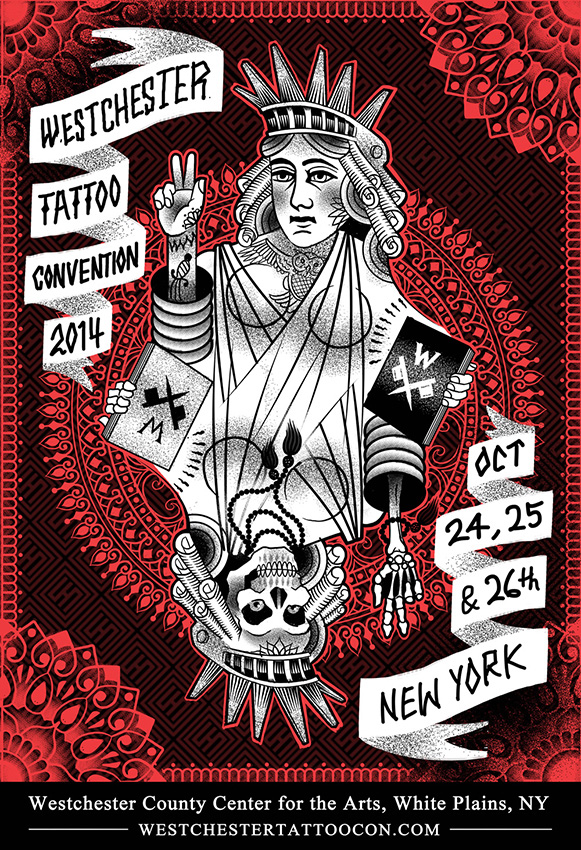 WESTCHESTER
TATTOO
CONVENTION
2014
W
W
OCT
24, 25
& 26th
NEW YORK
Westchester County Center for the Arts, White Plains, NY
WESTCHESTERTATTOOCON.COM